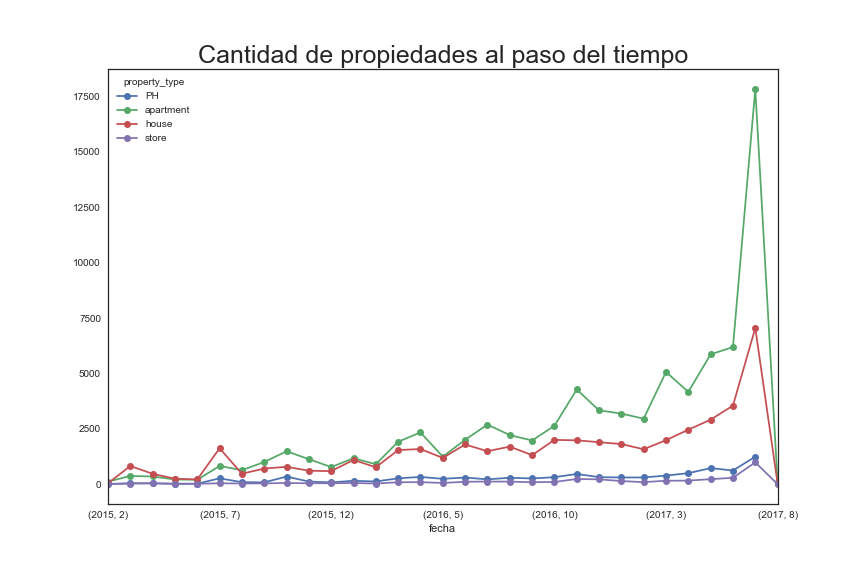 Cantidad de propiedades al paso del tiempo
property_type
PH
apartment
house
store
17500
15000
12500
10000
7500
5000
2500
0
(2015, 2) (2015, 7) (2015, 12) (2016, 5) (2016, 10) (2017, 3) (2017, 8)
fecha